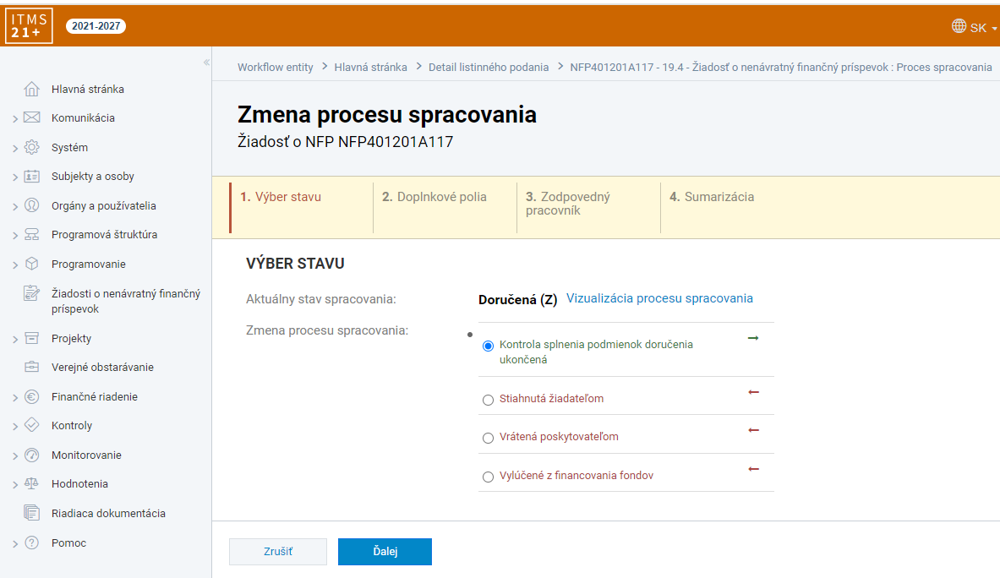 ITMS
21+
2021-2027
SK
«
Workflow entity > Hlavná stránka > Detail listinného podania > NFP401201A117 - 19.4 - Žiadosť o nenávratný finančný príspevok : Proces spracovania
Hlavná stránka
Komunikácia
Systém
Subjekty a osoby
Orgány a používatelia
Programová štruktúra
Programovanie
Žiadosti o nenávratný finančný
príspevok
Projekty
Verejné obstarávanie
Finančné riadenie
Kontroly
Monitorovanie
Hodnotenia
Riadiaca dokumentácia
Pomoc
Zmena procesu spracovania
Žiadosť o NFP NFP401201A117
1. Výber stavu
2. Doplnkové polia
3. Zodpovedný
pracovník
4. Sumarizácia
VÝBER STAVU
Aktuálny stav spracovania:
Doručená (Z) Vizualizácia procesu spracovania
Zmena procesu spracovania:
Kontrola splnenia podmienok doručenia
ukončená
Stiahnutá žiadateľom
Vrátená poskytovateľom
Vylúčené z financovania fondov
Zrušiť
Ďalej